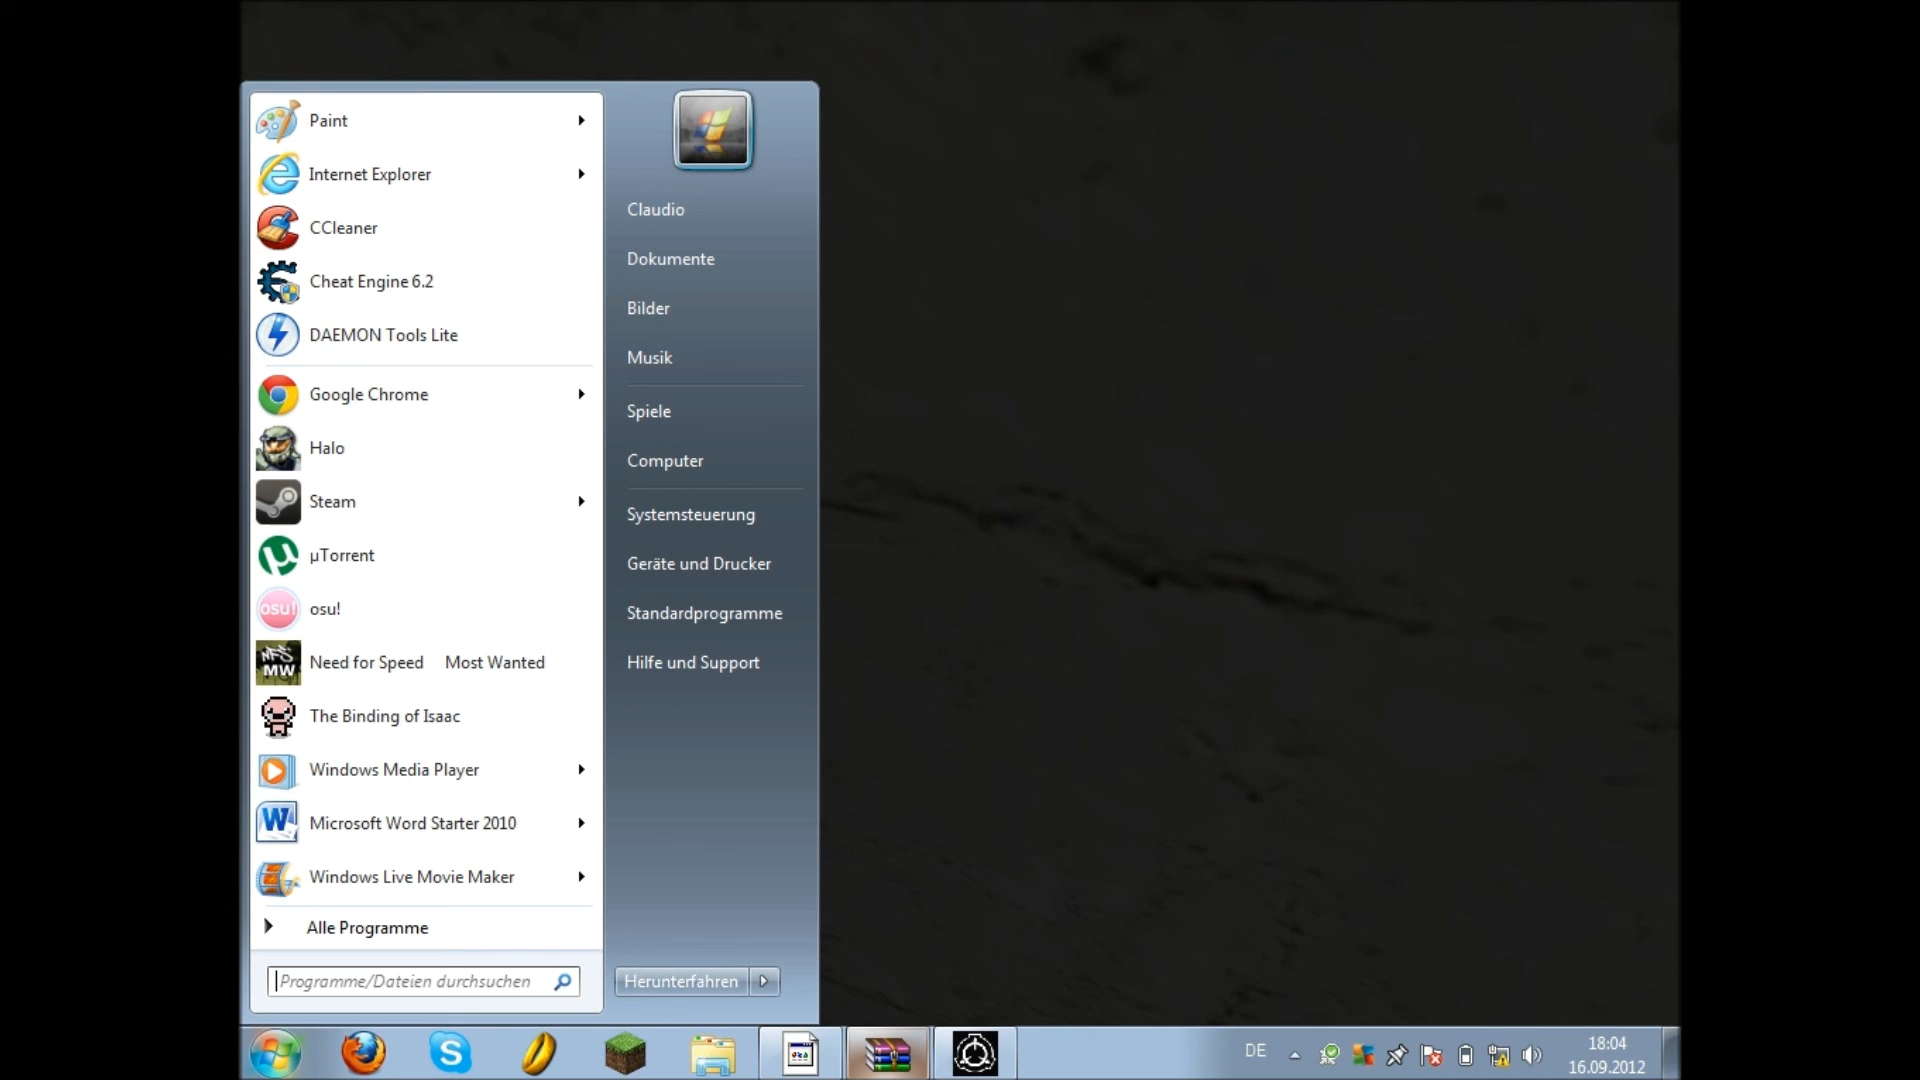 Paint
Internet Explorer
CCleaner
Cheat Engine 6.2
DAEMON Tools Lite
Google Chrome
Halo
Steam
µTorrent
osu!
osu!
NFS
MW
Need for Speed Most Wanted
The Binding of Isaac
Windows Media Player
W
Microsoft Word Starter 2010
Windows Live Movie Maker
Alle Programme
Programme/Dateien durchsuchen
Claudio
Dokumente
Bilder
Musik
Spiele
Computer
Systemsteuerung
Geräte und Drucker
Standardprogramme
Hilfe und Support
Herunterfahren
S
DE
18:04
16.09.2012